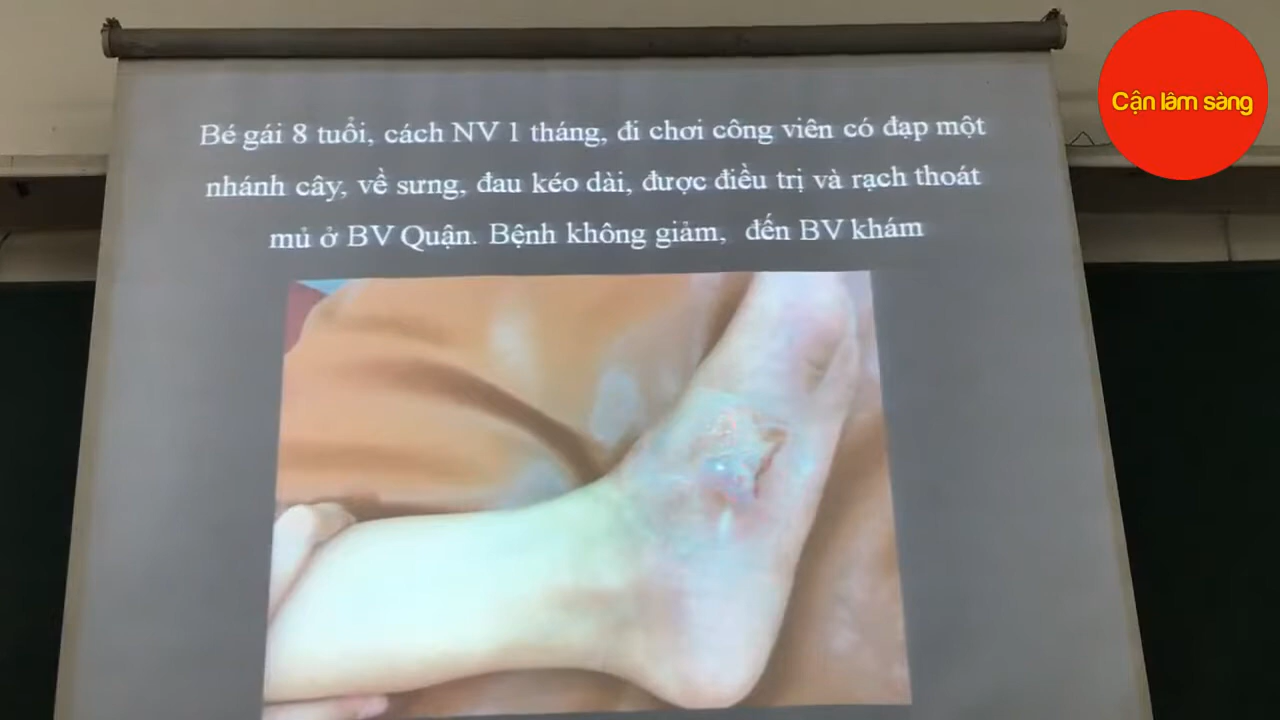 Bé gái 8 tuổi, cách NV 1 tháng, đi chơi công viên có đạp một
nhánh cây, về sưng, đau kéo dài, được điều trị và rạch thoát
mủ ở BV Quận. Bệnh không giảm, đến BV khám
Cận lâm sàng